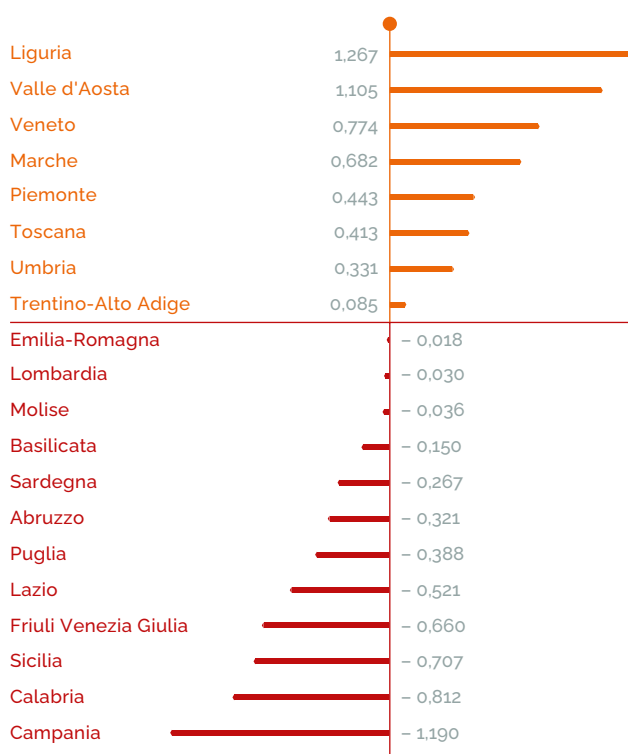 Liguria 1,267
Valle d'Aosta 1,105
Veneto 0,774
Marche 0,682
Piemonte 0,443
Toscana 0,413
Umbria 0,331
Trentino-Alto Adige 0,085
Emilia-Romagna – 0,018
Lombardia – 0,030
Molise – 0,036
Basilicata – 0,150
Sardegna – 0,267
Abruzzo – 0,321
Puglia – 0,388
Lazio – 0,521
Friuli Venezia Giulia – 0,660
Sicilia – 0,707
Calabria – 0,812
Campania – 1,190